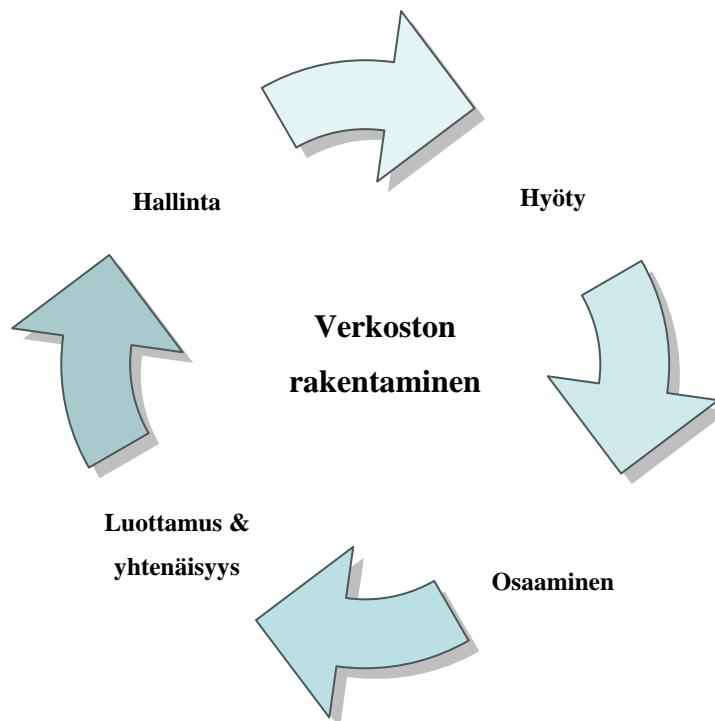 Hallinta
Hyöty
Verkoston
rakentaminen
Luottamus &
yhtenäisyys
Osaaminen